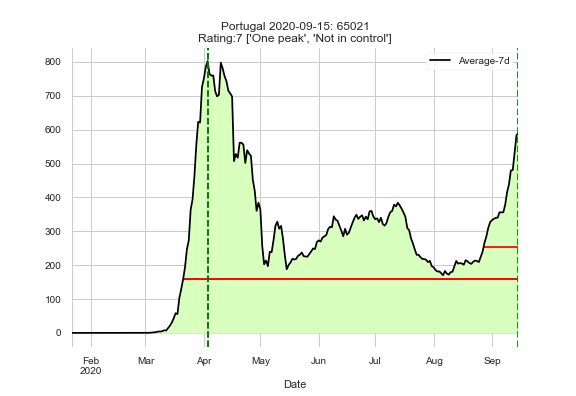 Portugal 2020-09-15: 65021
Rating:7 ['One peak', 'Not in control']
Average-7d
800
700
600
500
400
300
200
100
0
Feb Mar Apr May Jun Jul Aug Sep
2020
Date